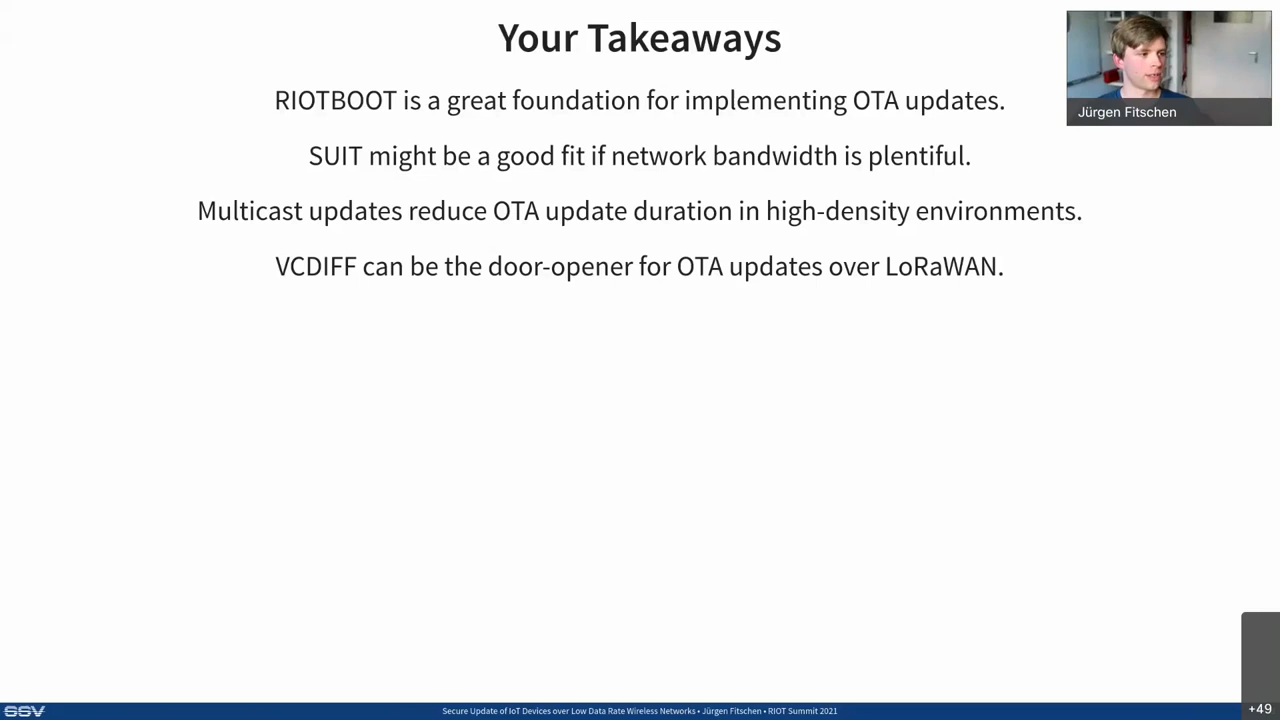 Your Takeaways
RIOTBOOT is a great foundation for implementing OTA updates.
SUIT might be a good fit if network bandwidth is plentiful.
Multicast updates reduce OTA update duration in high-density environments.
VCDIFF can be the door-opener for OTA updates over LoRaWAN.
Jürgen Fitschen
SSV
Secure Update of IoT Devices over Low Data Rate Wireless Networks • Jürgen Fitschen • RIOT Summit 2021
+49